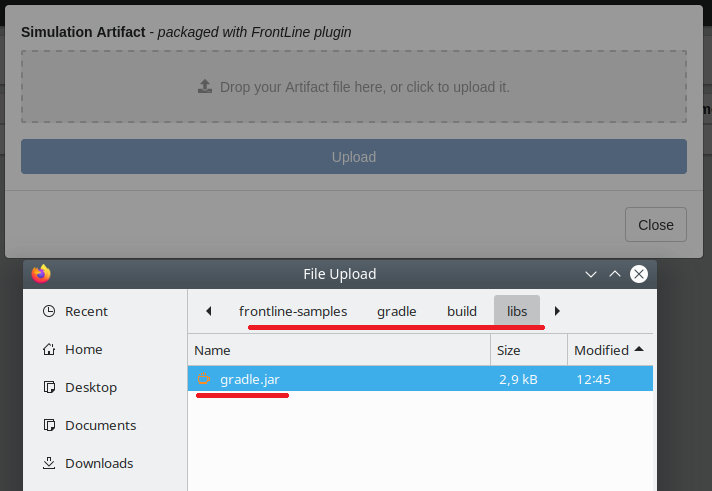 Simulation Artifact - packaged with FrontLine plugin
Drop your Artifact file here, or click to upload it.
Upload
Close
File Upload
Recent
Home
Desktop
Documents
Downloads
frontline-samples gradle build libs
Name Size Modified
gradle.jar 2,9 kB 12:45